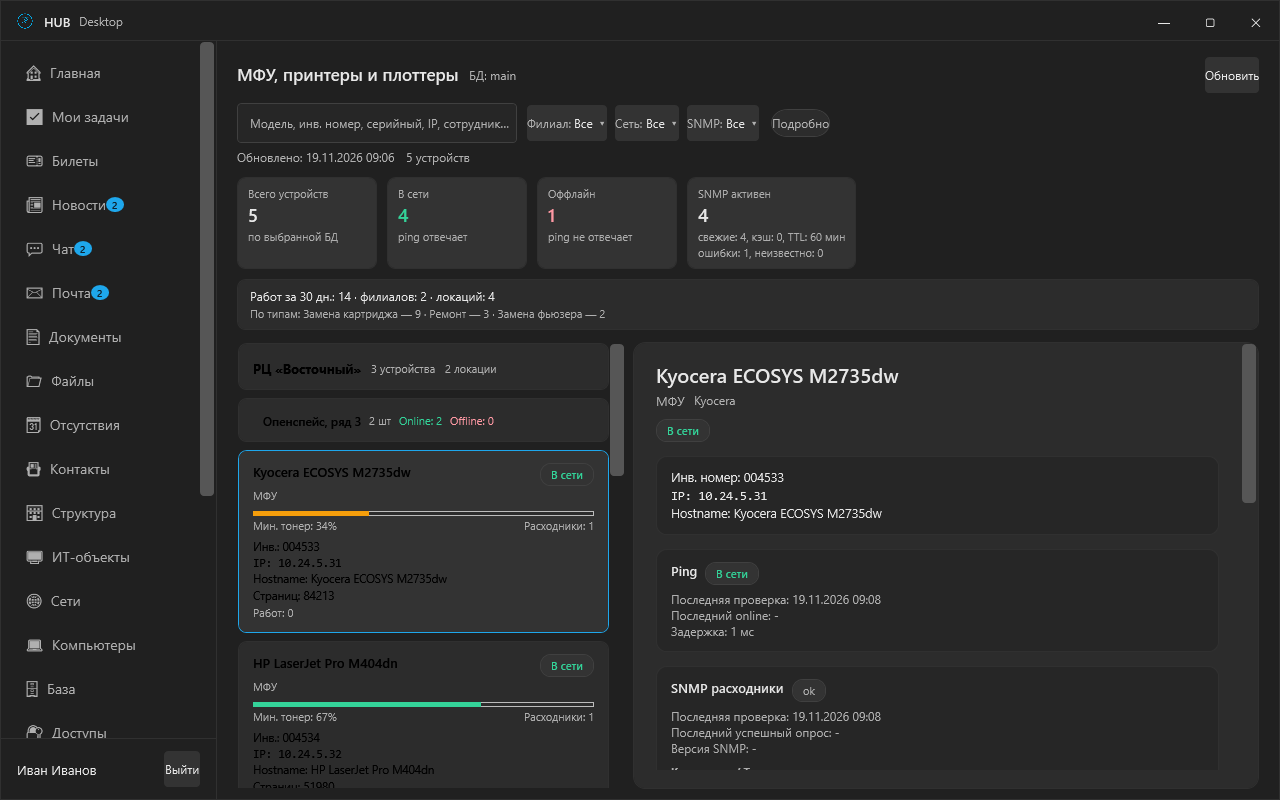 HUB Desktop
Главная
Мои задачи
Билеты
Новости 2
Чат 2
Почта 2
Документы
Файлы
Отсутствия
Контакты
Структура
ИТ-объекты
Сети
Компьютеры
База
Доступы
Иван Иванов
Выйти
МФУ, принтеры и плоттеры БД: main
Обновить
Модель, инв. номер, серийный, IP, сотрудник...
Филиал: Все
Сеть: Все
SNMP: Все
Подробно
Обновлено: 19.11.2026 09:06 5 устройств
Всего устройств
5
по выбранной БД
В сети
4
ping отвечает
Оффлайн
1
ping не отвечает
SNMP активен
4
свежие: 4, кэш: 0, TTL: 60 мин
ошибки: 1, неизвестно: 0
Работ за 30 дн.: 14 · филиалов: 2 · локаций: 4
По типам: Замена картриджа — 9 · Ремонт — 3 · Замена фьюзера — 2
РЦ «Восточный» 3 устройства 2 локации
Опенспейс, ряд 3 2 шт Online: 2 Offline: 0
Kyocera ECOSYS M2735dw
В сети
МФУ
Мин. тонер: 34% Расходники: 1
Инв.: 004533
IP: 10.24.5.31
Hostname: Kyocera ECOSYS M2735dw
Страниц: 84213
Работ: 0
HP LaserJet Pro M404dn
В сети
МФУ
Мин. тонер: 67% Расходники: 1
Инв.: 004534
IP: 10.24.5.32
Hostname: HP LaserJet Pro M404dn
Страниц: 51980
Kyocera ECOSYS M2735dw
МФУ Kyocera
В сети
Инв. номер: 004533
IP: 10.24.5.31
Hostname: Kyocera ECOSYS M2735dw
Ping В сети
Последняя проверка: 19.11.2026 09:08
Последний online: -
Задержка: 1 мс
SNMP расходники ok
Последняя проверка: 19.11.2026 09:08
Последний успешный опрос: -
Версия SNMP: -